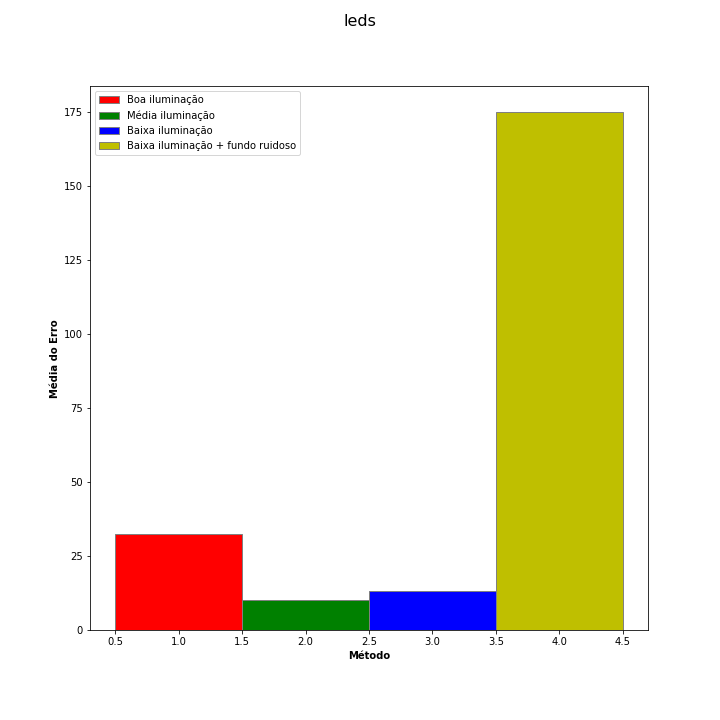 leds
Boa iluminação
Média iluminação
Baixa iluminação
Baixa iluminação + fundo ruidoso
175
150
125
100
75
50
25
0
Média do Erro
0.5 1.0 1.5 2.0 2.5 3.0 3.5 4.0 4.5
Método